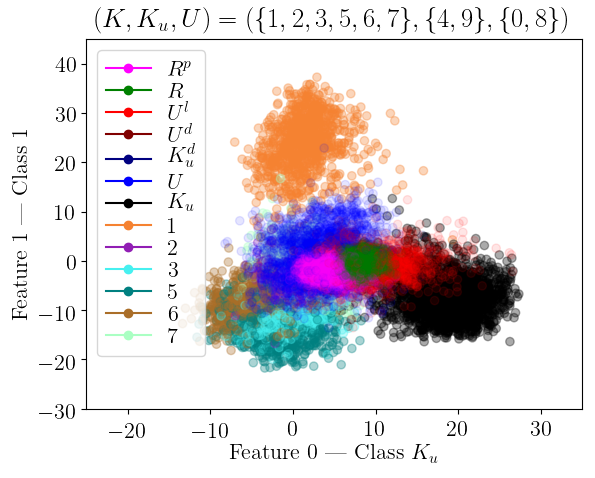 (K, K_u, U) = ({1, 2, 3, 5, 6, 7}, {4, 9}, {0, 8})
Feature 1 — Class 1
40
30
20
10
0
−10
−20
−30
R^p
R
U^l
U^d
K_u^d
U
K_u
1
2
3
5
6
7
−20
−10
0
10
20
30
Feature 0 — Class K_u